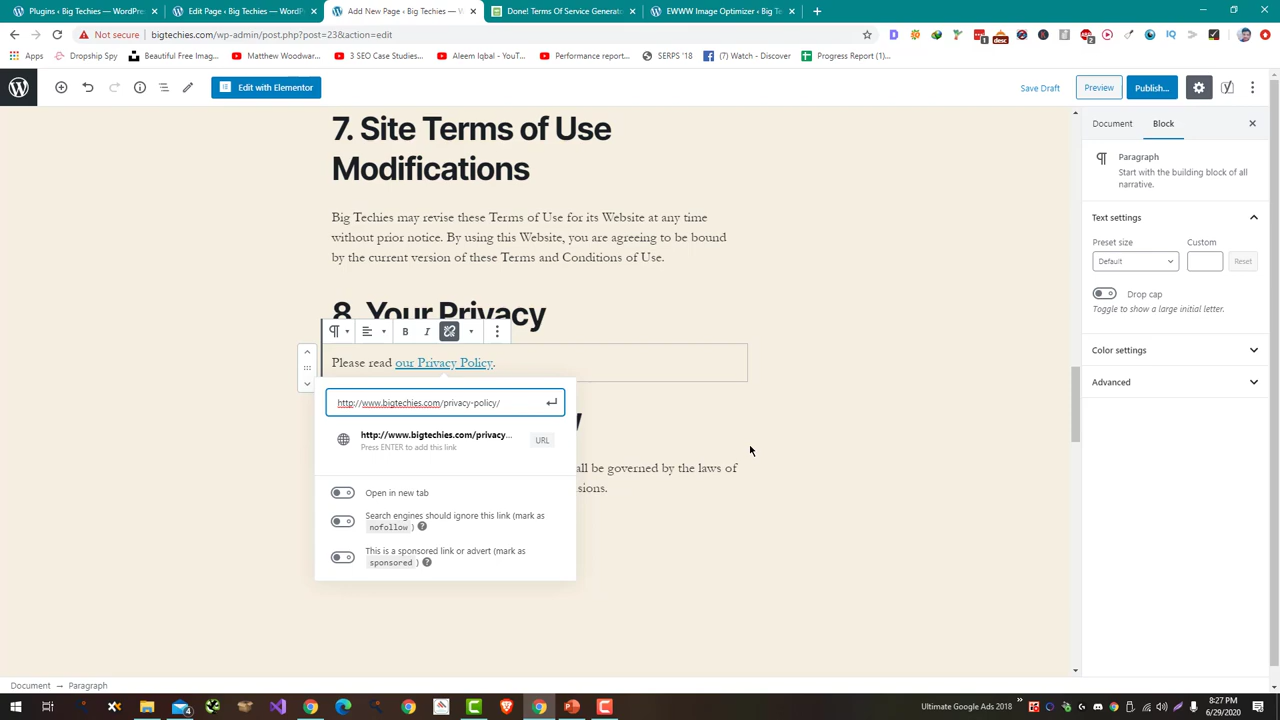 Plugins ‹ Big Techies — WordPres
Edit Page ‹ Big Techies — WordP
Add New Page ‹ Big Techies — W
Done! Terms Of Service Generato
EWWW Image Optimizer ‹ Big Te
Not secure
bigtechies.com/wp-admin/post.php?post=23&action=edit
Apps
Dropship Spy
Beautiful Free Imag...
Matthew Woodwar...
3 SEO Case Studies...
Aleem Iqbal - YouT...
Performance report...
SERPS '18
(7) Watch - Discover
Progress Report (1)...
Edit with Elementor
Save Draft
Preview
Publish...
7. Site Terms of Use
Modifications
Big Techies may revise these Terms of Use for its Website at any time
without prior notice. By using this Website, you are agreeing to be bound
by the current version of these Terms and Conditions of Use.
8. Your Privacy
B
I
Please read our Privacy Policy.
http://www.bigtechies.com/privacy-policy/
http://www.bigtechies.com/privacy...
Press ENTER to add this link
URL
all be governed by the laws of
isions.
Open in new tab
Search engines should ignore this link (mark as
nofollow )
This is a sponsored link or advert (mark as
sponsored )
Document
Block
Paragraph
Start with the building block of all
narrative.
Text settings
Preset size
Custom
Default
Reset
Drop cap
Toggle to show a large initial letter.
Color settings
Advanced
Document → Paragraph
Ultimate Google Ads 2018
8:27 PM
6/29/2020